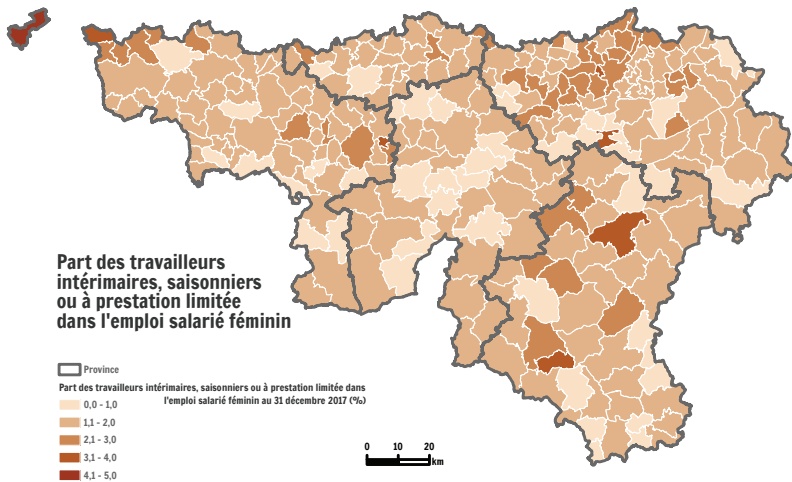 Part des travailleurs
intérimaires, saisonniers
ou à prestation limitée
dans l'emploi salarié féminin
Province
Part des travailleurs intérimaires, saisonniers ou à prestation limitée dans
l'emploi salarié féminin au 31 décembre 2017 (%)
0,0 - 1,0
1,1 - 2,0
2,1 - 3,0
3,1 - 4,0
4,1 - 5,0
0 10 20
km